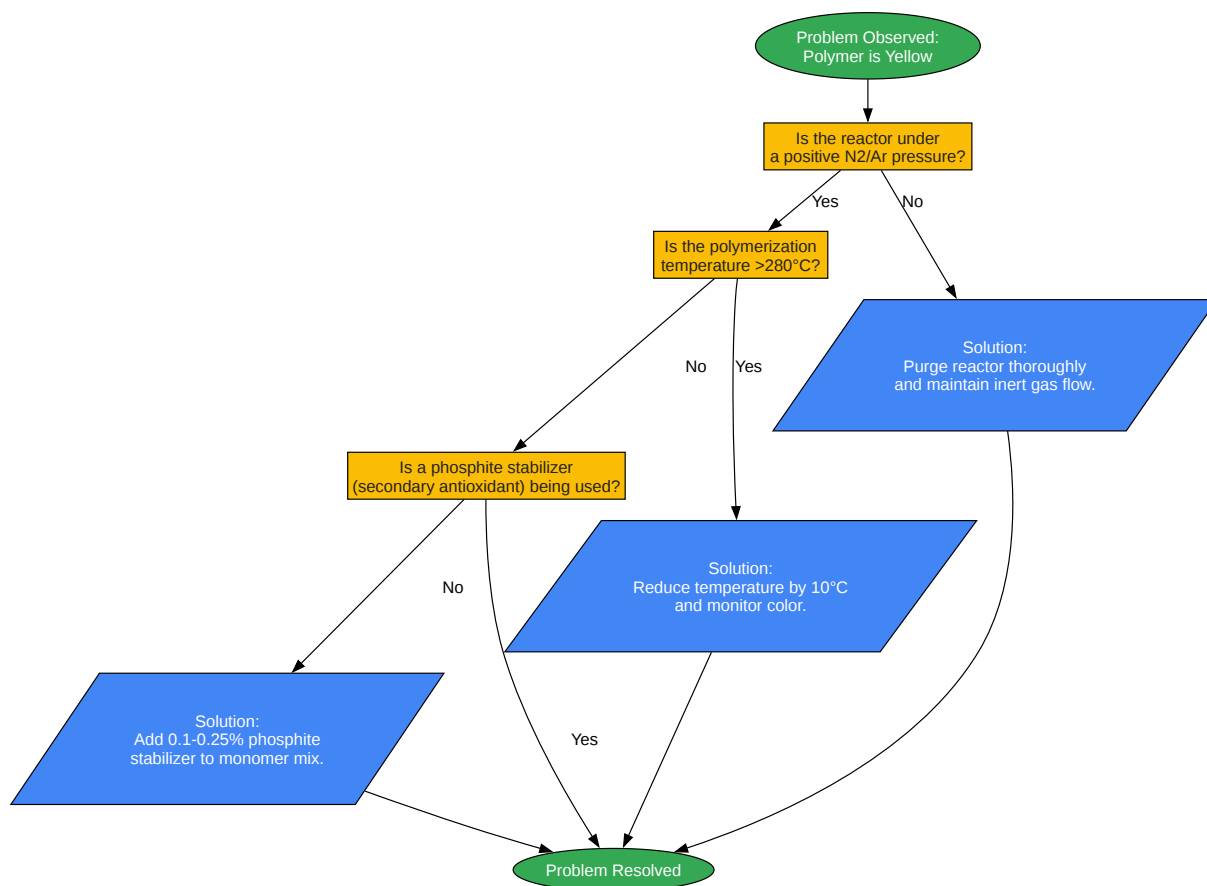 Problem Observed:
Polymer is Yellow
Is the reactor under
a positive N2/Ar pressure?
Yes
No
Is the polymerization
temperature >280°C?
Solution:
Purge reactor thoroughly
and maintain inert gas flow.
No
Yes
Is a phosphite stabilizer
(secondary antioxidant) being used?
Solution:
Reduce temperature by 10°C
and monitor color.
No
Solution:
Add 0.1-0.25% phosphite
stabilizer to monomer mix.
Yes
Problem Resolved